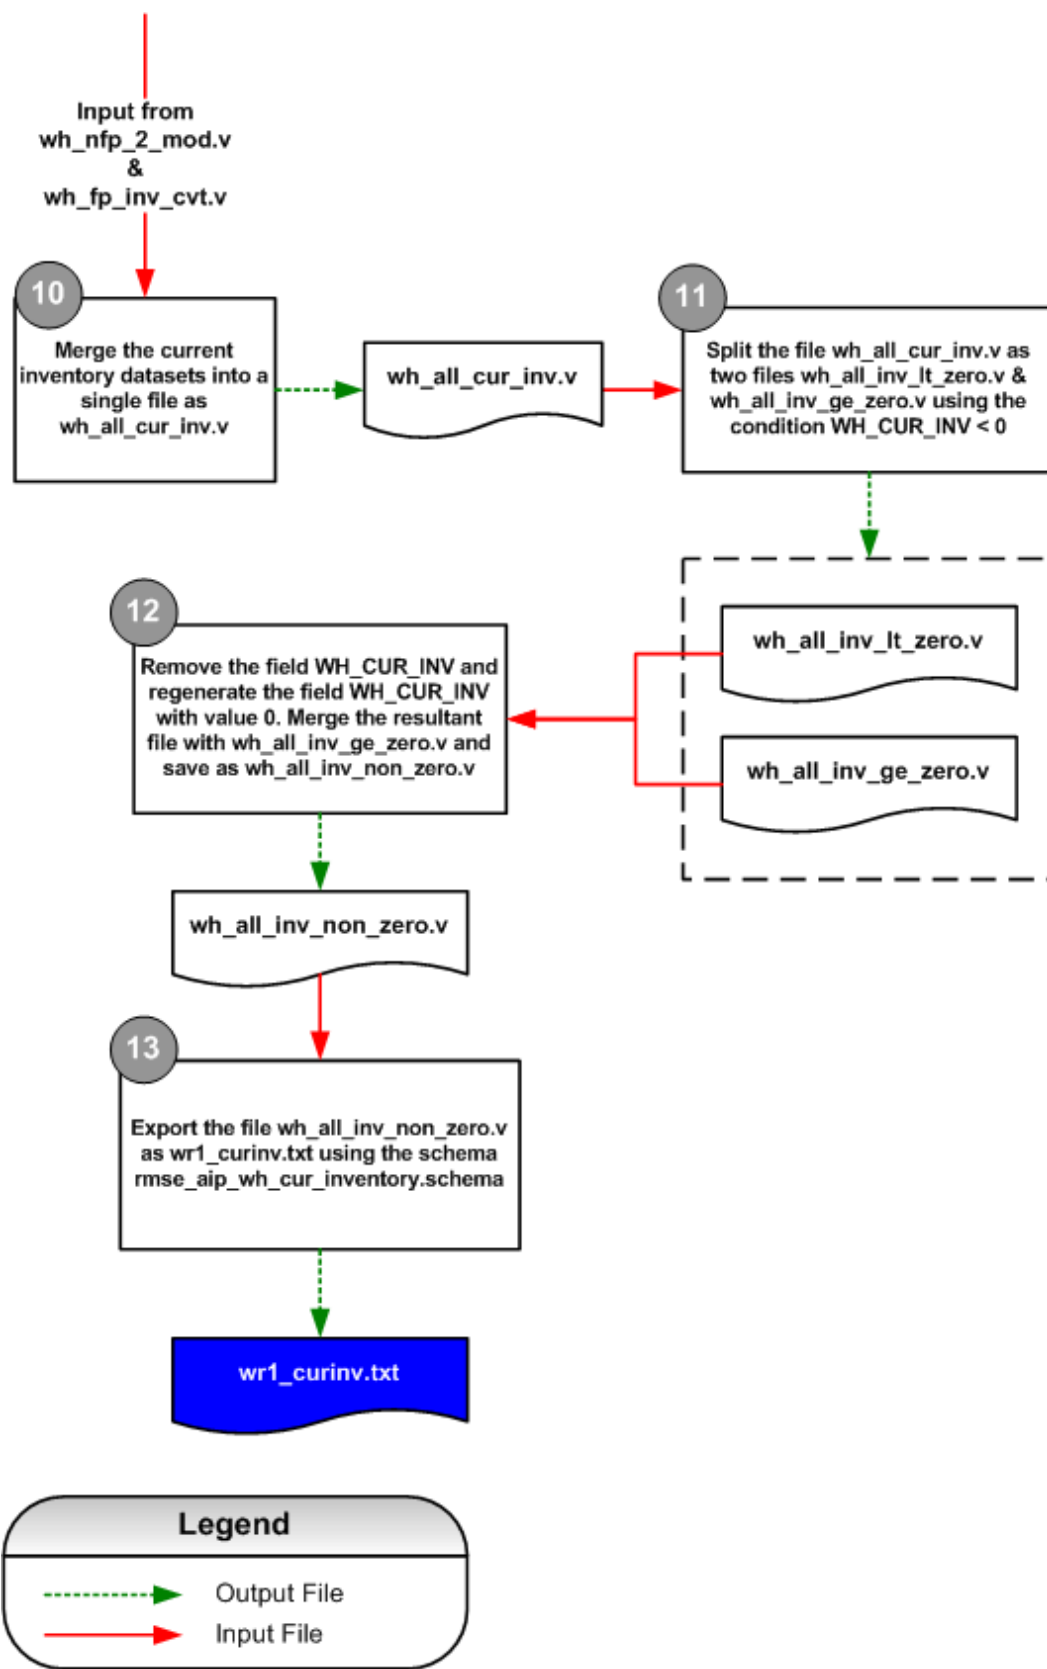 Input from
wh_nfp_2_mod.v
&
wh_fp_inv_cvt.v
10
Merge the current
inventory datasets into a
single file as
wh_all_cur_inv.v
wh_all_cur_inv.v
11
Split the file wh_all_cur_inv.v as
two files wh_all_inv_lt_zero.v &
wh_all_inv_ge_zero.v using the
condition WH_CUR_INV < 0
wh_all_inv_lt_zero.v
wh_all_inv_ge_zero.v
12
Remove the field WH_CUR_INV and
regenerate the field WH_CUR_INV
with value 0. Merge the resultant
file with wh_all_inv_ge_zero.v and
save as wh_all_inv_non_zero.v
wh_all_inv_non_zero.v
13
Export the file wh_all_inv_non_zero.v
as wr1_curinv.txt using the schema
rmse_aip_wh_cur_inventory.schema
wr1_curinv.txt
Legend
Output File
Input File